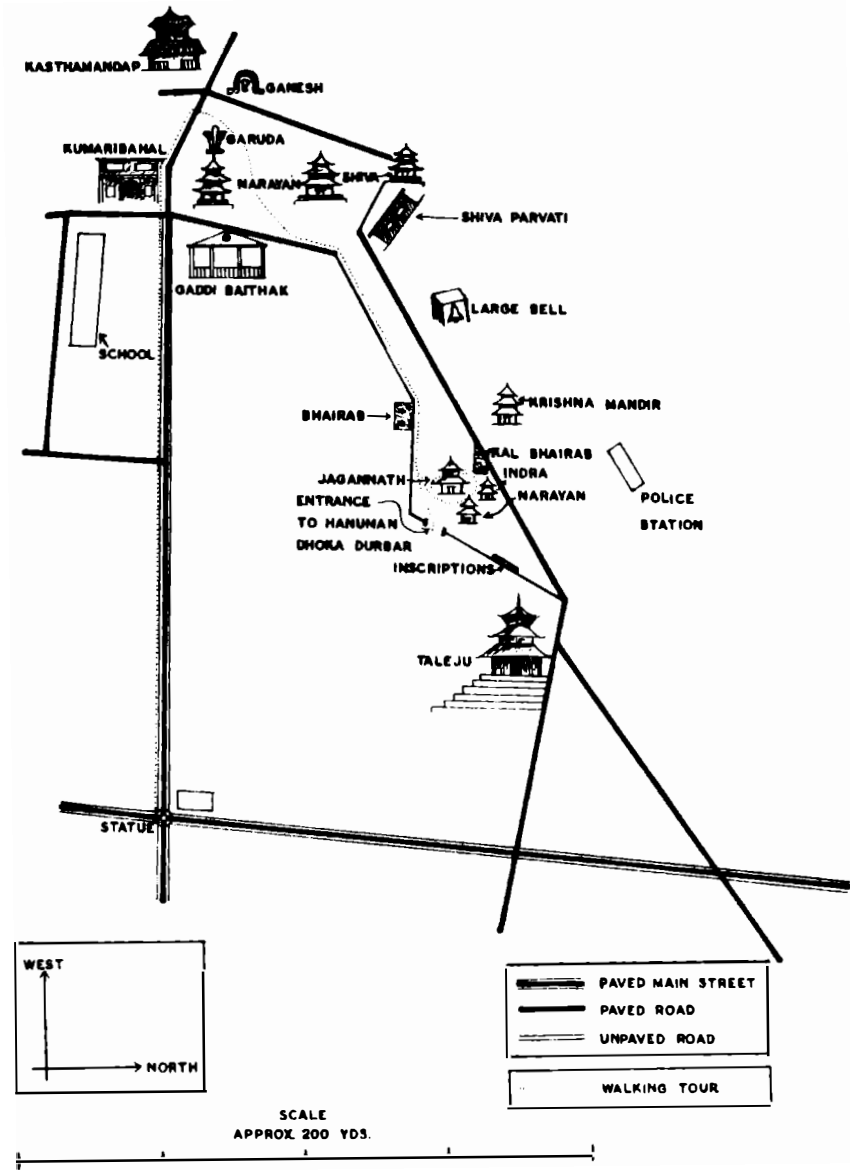 KASTHAMANDAP
GANESH
GARUDA
KUMARIBAHAL
NARAYAN
SHIVA
SHIVA PARVATI
GADDI BAITHAK
LARGE BELL
SCHOOL
KRISHNA MANDIR
BHAIRAB
KAL BHAIRAB
INDRA
JAGANNATH
NARAYAN
POLICE
STATION
ENTRANCE
TO HANUMAN
DHOKA DURBAR
INSCRIPTIONS
TALEJU
STATUE
WEST
NORTH
PAVED MAIN STREET
PAVED ROAD
UNPAVED ROAD
WALKING TOUR
SCALE
APPROX. 200 YDS.